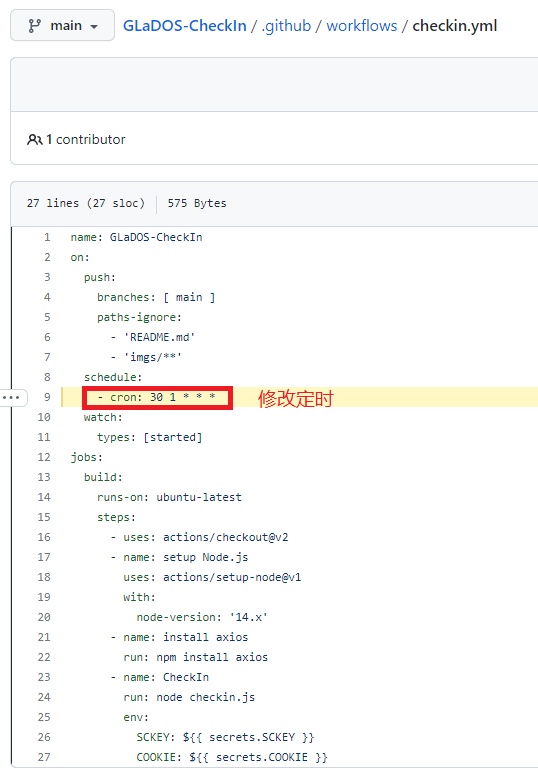 main GLaDOS-CheckIn / .github / workflows / checkin.yml
1 contributor
27 lines (27 sloc) 575 Bytes
1 name: GLaDOS-CheckIn
2 on:
3 push:
4 branches: [ main ]
5 paths-ignore:
6 - 'README.md'
7 - 'imgs/**'
8 schedule:
9 - cron: 30 1 * * * 修改定时
10 watch:
11 types: [started]
12 jobs:
13 build:
14 runs-on: ubuntu-latest
15 steps:
16 - uses: actions/checkout@v2
17 - name: setup Node.js
18 uses: actions/setup-node@v1
19 with:
20 node-version: '14.x'
21 - name: install axios
22 run: npm install axios
23 - name: CheckIn
24 run: node checkin.js
25 env:
26 SCKEY: ${{ secrets.SCKEY }}
27 COOKIE: ${{ secrets.COOKIE }}